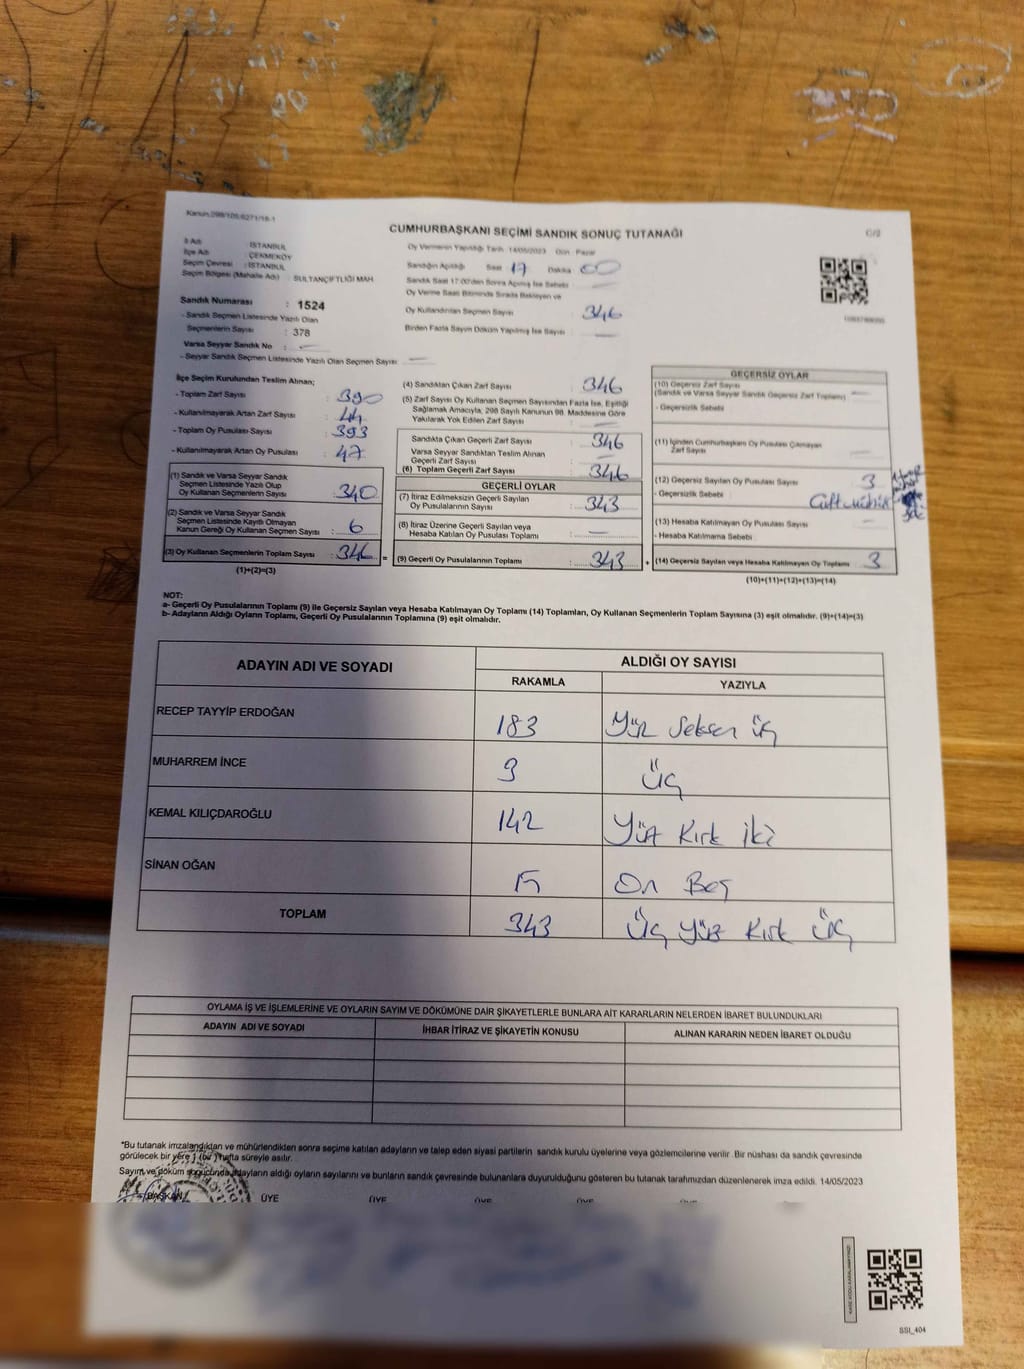 Kanun:298/105;6271/16-1
CUMHURBAŞKANI SEÇİMİ SANDIK SONUÇ TUTANAĞI
C/2
İl Adı : İSTANBUL
İlçe Adı : ÇEKMEKÖY
Seçim Çevresi : İSTANBUL
Seçim Bölgesi (Mahalle Adı) : SULTANÇİFTLİĞİ MAH.
Sandık Numarası : 1524
- Sandık Seçmen Listesinde Yazılı Olan
Seçmenlerin Sayısı : 378
Varsa Seyyar Sandık No : —
- Seyyar Sandık Seçmen Listesinde Yazılı Olan Seçmen Sayısı : —
Oy Vermenin Yapıldığı Tarih 14/05/2023 Gün Pazar
Sandığın Açıldığı Saat 17 Dakika 00
Sandık Saat 17:00'den Sonra Açılmış İse Sebebi : —
Oy Verme Saati Bitiminde Sırada Bekleyen ve
Oy Kullandırılan Seçmen Sayısı : 346
Birden Fazla Sayım Döküm Yapılmış İse Sayısı : —
İlçe Seçim Kurulundan Teslim Alınan;
- Toplam Zarf Sayısı : 390
- Kullanılmayarak Artan Zarf Sayısı : 44
- Toplam Oy Pusulası Sayısı : 393
- Kullanılmayarak Artan Oy Pusulası : 47
(1) Sandık ve Varsa Seyyar Sandık
Seçmen Listesinde Yazılı Olup
Oy Kullanan Seçmenlerin Sayısı : 340
(2) Sandık ve Varsa Seyyar Sandık
Seçmen Listesinde Kayıtlı Olmayan
Kanun Gereği Oy Kullanan Seçmen Sayısı : 6
(3) Oy Kullanan Seçmenlerin Toplam Sayısı : 346 =
(1)+(2)=(3)
(4) Sandıktan Çıkan Zarf Sayısı : 346
(5) Zarf Sayısı Oy Kullanan Seçmen Sayısından Fazla İse, Eşitliği
Sağlamak Amacıyla, 298 Sayılı Kanunun 98. Maddesine Göre
Yakılarak Yok Edilen Zarf Sayısı : —
Sandıkta Çıkan Geçerli Zarf Sayısı : 346
Varsa Seyyar Sandıktan Teslim Alınan
Geçerli Zarf Sayısı : —
(6) Toplam Geçerli Zarf Sayısı : 346
GEÇERLİ OYLAR
(7) İtiraz Edilmeksizin Geçerli Sayılan
Oy Pusulalarının Sayısı : 343
(8) İtiraz Üzerine Geçerli Sayılan veya
Hesaba Katılan Oy Pusulası Toplamı : —
(9) Geçerli Oy Pusulalarının Toplamı : 343 +
GEÇERSİZ OYLAR
(10) Geçersiz Zarf Sayısı
(Sandık ve Varsa Seyyar Sandık Geçersiz Zarf Toplamı) : —
- Geçersizlik Sebebi
(11) İçinden Cumhurbaşkanı Oy Pusulası Çıkmayan
Zarf Sayısı : —
(12) Geçersiz Sayılan Oy Pusulası Sayısı : 3
- Geçersizlik Sebebi : Çift mühür
(13) Hesaba Katılmayan Oy Pusulası Sayısı : —
- Hesaba Katılmama Sebebi
(14) Geçersiz Sayılan veya Hesaba Katılmayan Oy Toplamı : 3
(10)+(11)+(12)+(13)=(14)
NOT:
a- Geçerli Oy Pusulalarının Toplamı (9) ile Geçersiz Sayılan veya Hesaba Katılmayan Oy Toplamı (14) Toplamları, Oy Kullanan Seçmenlerin Toplam Sayısına (3) eşit olmalıdır. (9)+(14)=(3)
b- Adayların Aldığı Oyların Toplamı, Geçerli Oy Pusulalarının Toplamına (9) eşit olmalıdır.
ADAYIN ADI VE SOYADI
ALDIĞI OY SAYISI
RAKAMLA YAZIYLA
RECEP TAYYİP ERDOĞAN 183 Yüz Seksen üç
MUHARREM İNCE 3 üç
KEMAL KILIÇDAROĞLU 142 Yüz Kırk İki
SİNAN OĞAN 15 On Beş
TOPLAM 343 Üç Yüz Kırk Üç
OYLAMA İŞ VE İŞLEMLERİNE VE OYLARIN SAYIM VE DÖKÜMÜNE DAİR ŞİKAYETLERLE BUNLARA AİT KARARLARIN NELERDEN İBARET BULUNDUKLARI
ADAYIN ADI VE SOYADI İHBAR İTİRAZ VE ŞİKAYETİN KONUSU ALINAN KARARIN NEDEN İBARET OLDUĞU
*Bu tutanak imzalandıktan ve mühürlendikten sonra seçime katılan adayların ve talep eden siyasi partilerin sandık kurulu üyelerine veya gözlemcilerine verilir. Bir nüshası da sandık çevresinde
görülecek bir yere 1 (bir) hafta süreyle asılır.
Sayım ve döküm sonucunda adayların aldığı oyların sayılarını ve bunların sandık çevresinde bulunanlara duyurulduğunu gösteren bu tutanak tarafımızdan düzenlenerek imza edildi. 14/05/2023
BAŞKAN ÜYE ÜYE ÜYE ÜYE ÜYE
SSI_404